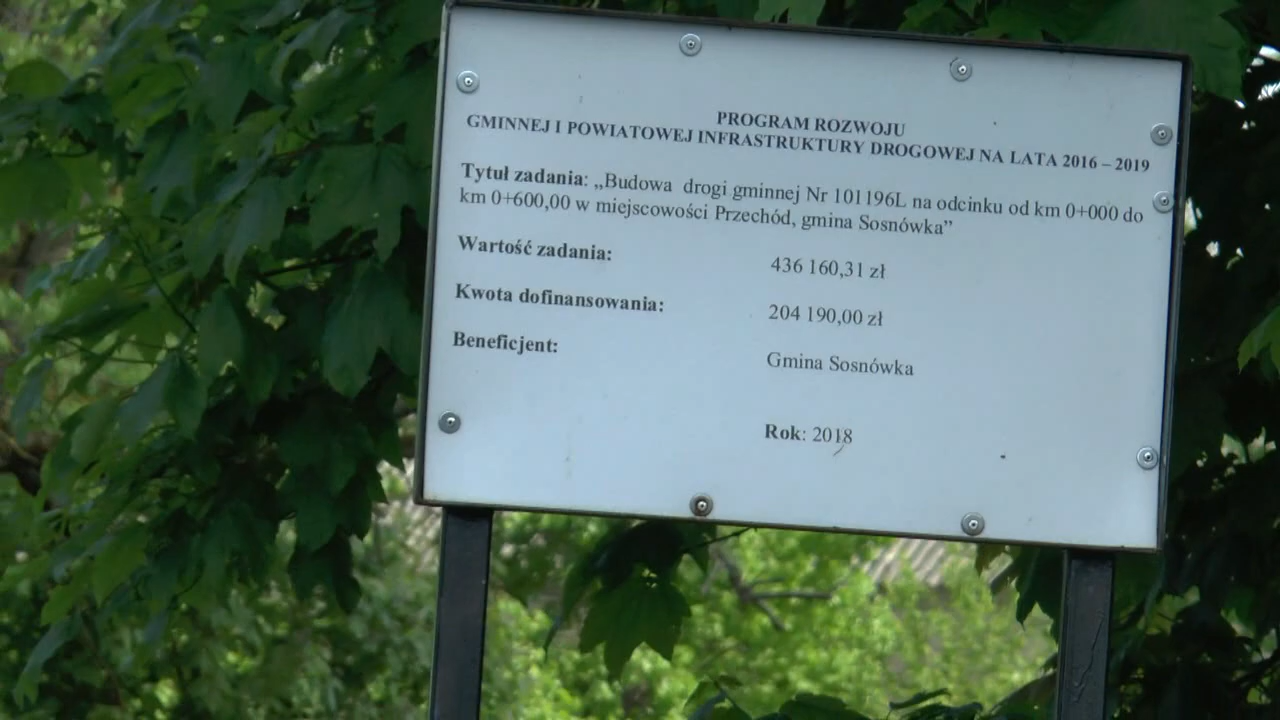 PROGRAM ROZWOJU
GMINNEJ I POWIATOWEJ INFRASTRUKTURY DROGOWEJ NA LATA 2016 – 2019
Tytuł zadania: „Budowa drogi gminnej Nr 101196L na odcinku od km 0+000 do
km 0+600,00 w miejscowości Przechód, gmina Sosnówka”
Wartość zadania: 436 160,31 zł
Kwota dofinansowania: 204 190,00 zł
Beneficjent: Gmina Sosnówka
Rok: 2018